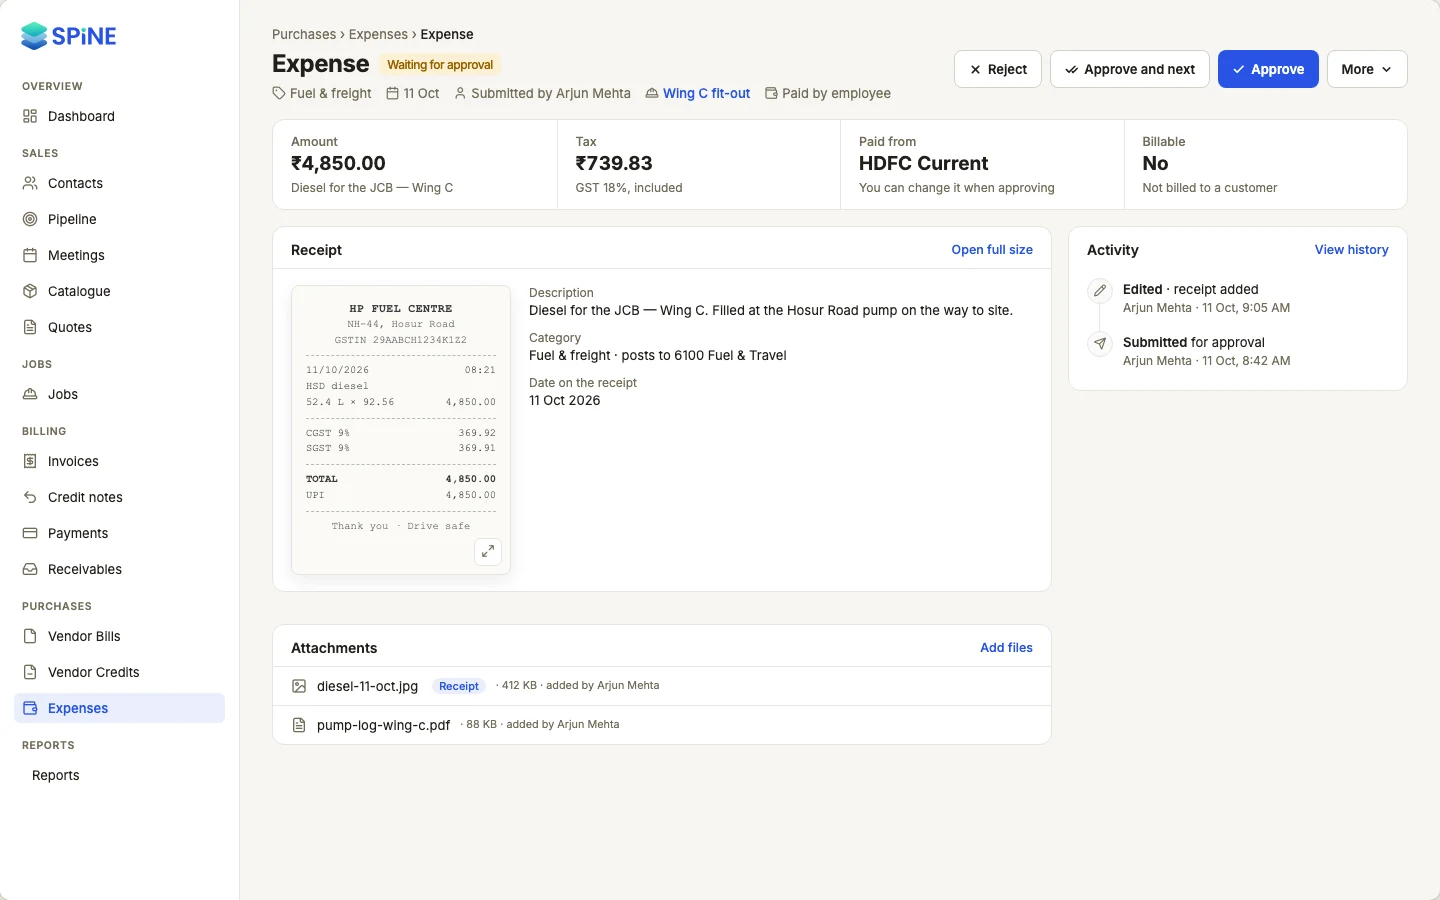 SPiNE
OVERVIEW
Dashboard
SALES
Contacts
Pipeline
Meetings
Catalogue
Quotes
JOBS
Jobs
BILLING
Invoices
Credit notes
Payments
Receivables
PURCHASES
Vendor Bills
Vendor Credits
Expenses
REPORTS
Reports
Purchases › Expenses › Expense
Expense Waiting for approval
Fuel & freight 11 Oct Submitted by Arjun Mehta Wing C fit-out Paid by employee
Reject Approve and next Approve More
Amount
₹4,850.00
Diesel for the JCB — Wing C
Tax
₹739.83
GST 18%, included
Paid from
HDFC Current
You can change it when approving
Billable
No
Not billed to a customer
Receipt Open full size
HP FUEL CENTRE
NH-44, Hosur Road
GSTIN 29AABCH1234K1Z2
11/10/2026 08:21
HSD diesel
52.4 L × 92.56 4,850.00
CGST 9% 369.92
SGST 9% 369.91
TOTAL 4,850.00
UPI 4,850.00
Thank you · Drive safe
Description
Diesel for the JCB — Wing C. Filled at the Hosur Road pump on the way to site.
Category
Fuel & freight · posts to 6100 Fuel & Travel
Date on the receipt
11 Oct 2026
Activity View history
Edited · receipt added
Arjun Mehta · 11 Oct, 9:05 AM
Submitted for approval
Arjun Mehta · 11 Oct, 8:42 AM
Attachments Add files
diesel-11-oct.jpg Receipt · 412 KB · added by Arjun Mehta
pump-log-wing-c.pdf · 88 KB · added by Arjun Mehta